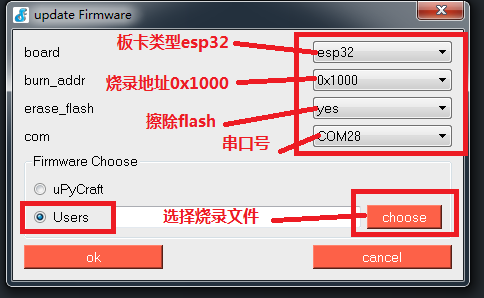 update Firmware
板卡类型esp32
board
esp32
burn_addr
烧录地址0x1000
0x1000
erase_flash
擦除flash
yes
com
串口号
COM28
Firmware Choose
uPyCraft
Users
选择烧录文件
choose
ok
cancel